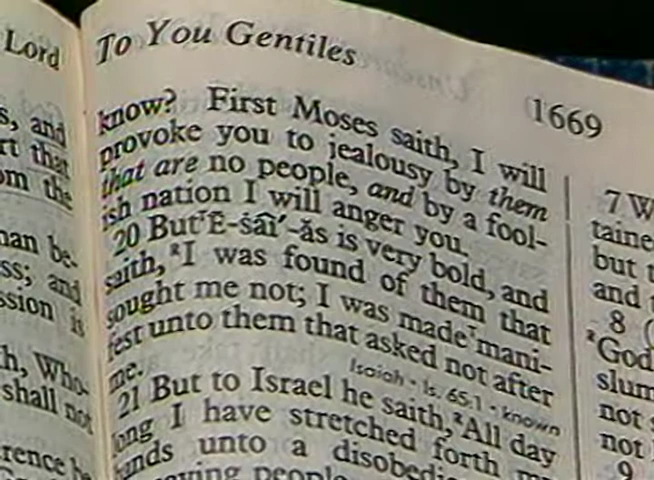 Lord
To You Gentiles
1669
s, and
rt that
om the
man be-
ss; and
ssion is
h, Who-
shall not
rence be
know? First Moses saith, I will
provoke you to jealousy by them
that are no people, and by a fool-
ish nation I will anger you.
20 But Ē-ṡāi′-ăs is very bold, and
saith, I was found of them that
sought me not; I was made mani-
fest unto them that asked not after
me.
Isaiah · Is. 65:1 · known
21 But to Israel he saith, All day
long I have stretched forth my
hands unto a disobedi
people
7 W
taine
but t
and t
8 (
God
slum
not s
not l
9